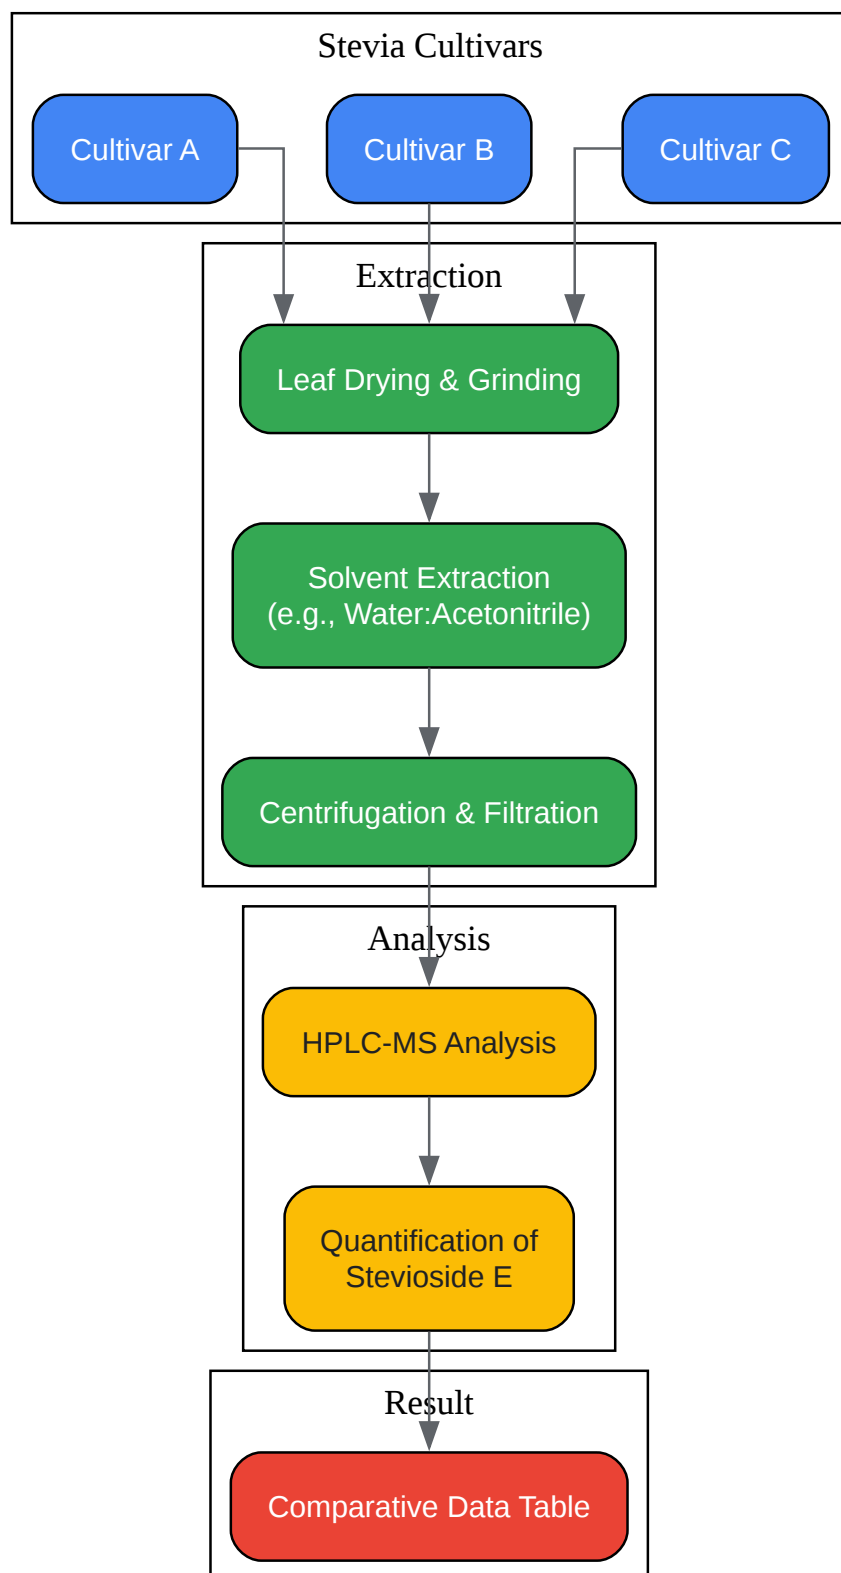 Stevia Cultivars
Cultivar A
Cultivar B
Cultivar C
Extraction
Leaf Drying & Grinding
Solvent Extraction
(e.g., Water:Acetonitrile)
Centrifugation & Filtration
Analysis
HPLC-MS Analysis
Quantification of
Stevioside E
Result
Comparative Data Table